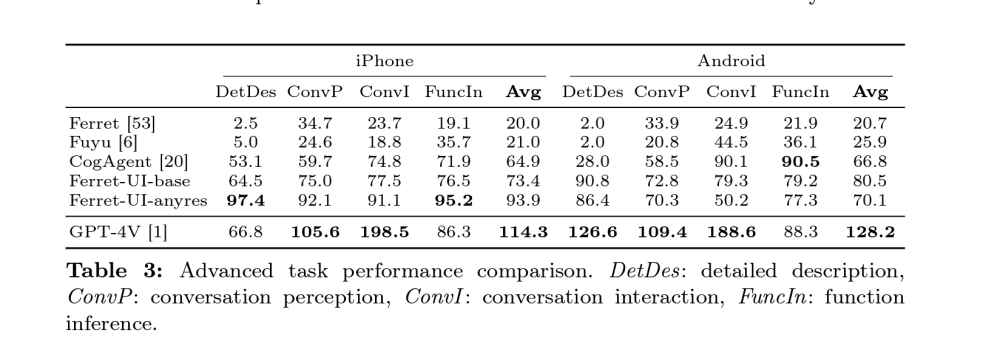 iPhone Android
DetDes ConvP ConvI FuncIn Avg DetDes ConvP ConvI FuncIn Avg
Ferret [53] 2.5 34.7 23.7 19.1 20.0 2.0 33.9 24.9 21.9 20.7
Fuyu [6] 5.0 24.6 18.8 35.7 21.0 2.0 20.8 44.5 36.1 25.9
CogAgent [20] 53.1 59.7 74.8 71.9 64.9 28.0 58.5 90.1 90.5 66.8
Ferret-UI-base 64.5 75.0 77.5 76.5 73.4 90.8 72.8 79.3 79.2 80.5
Ferret-UI-anyres 97.4 92.1 91.1 95.2 93.9 86.4 70.3 50.2 77.3 70.1
GPT-4V [1] 66.8 105.6 198.5 86.3 114.3 126.6 109.4 188.6 88.3 128.2
Table 3: Advanced task performance comparison. DetDes: detailed description,
ConvP: conversation perception, ConvI: conversation interaction, FuncIn: function
inference.